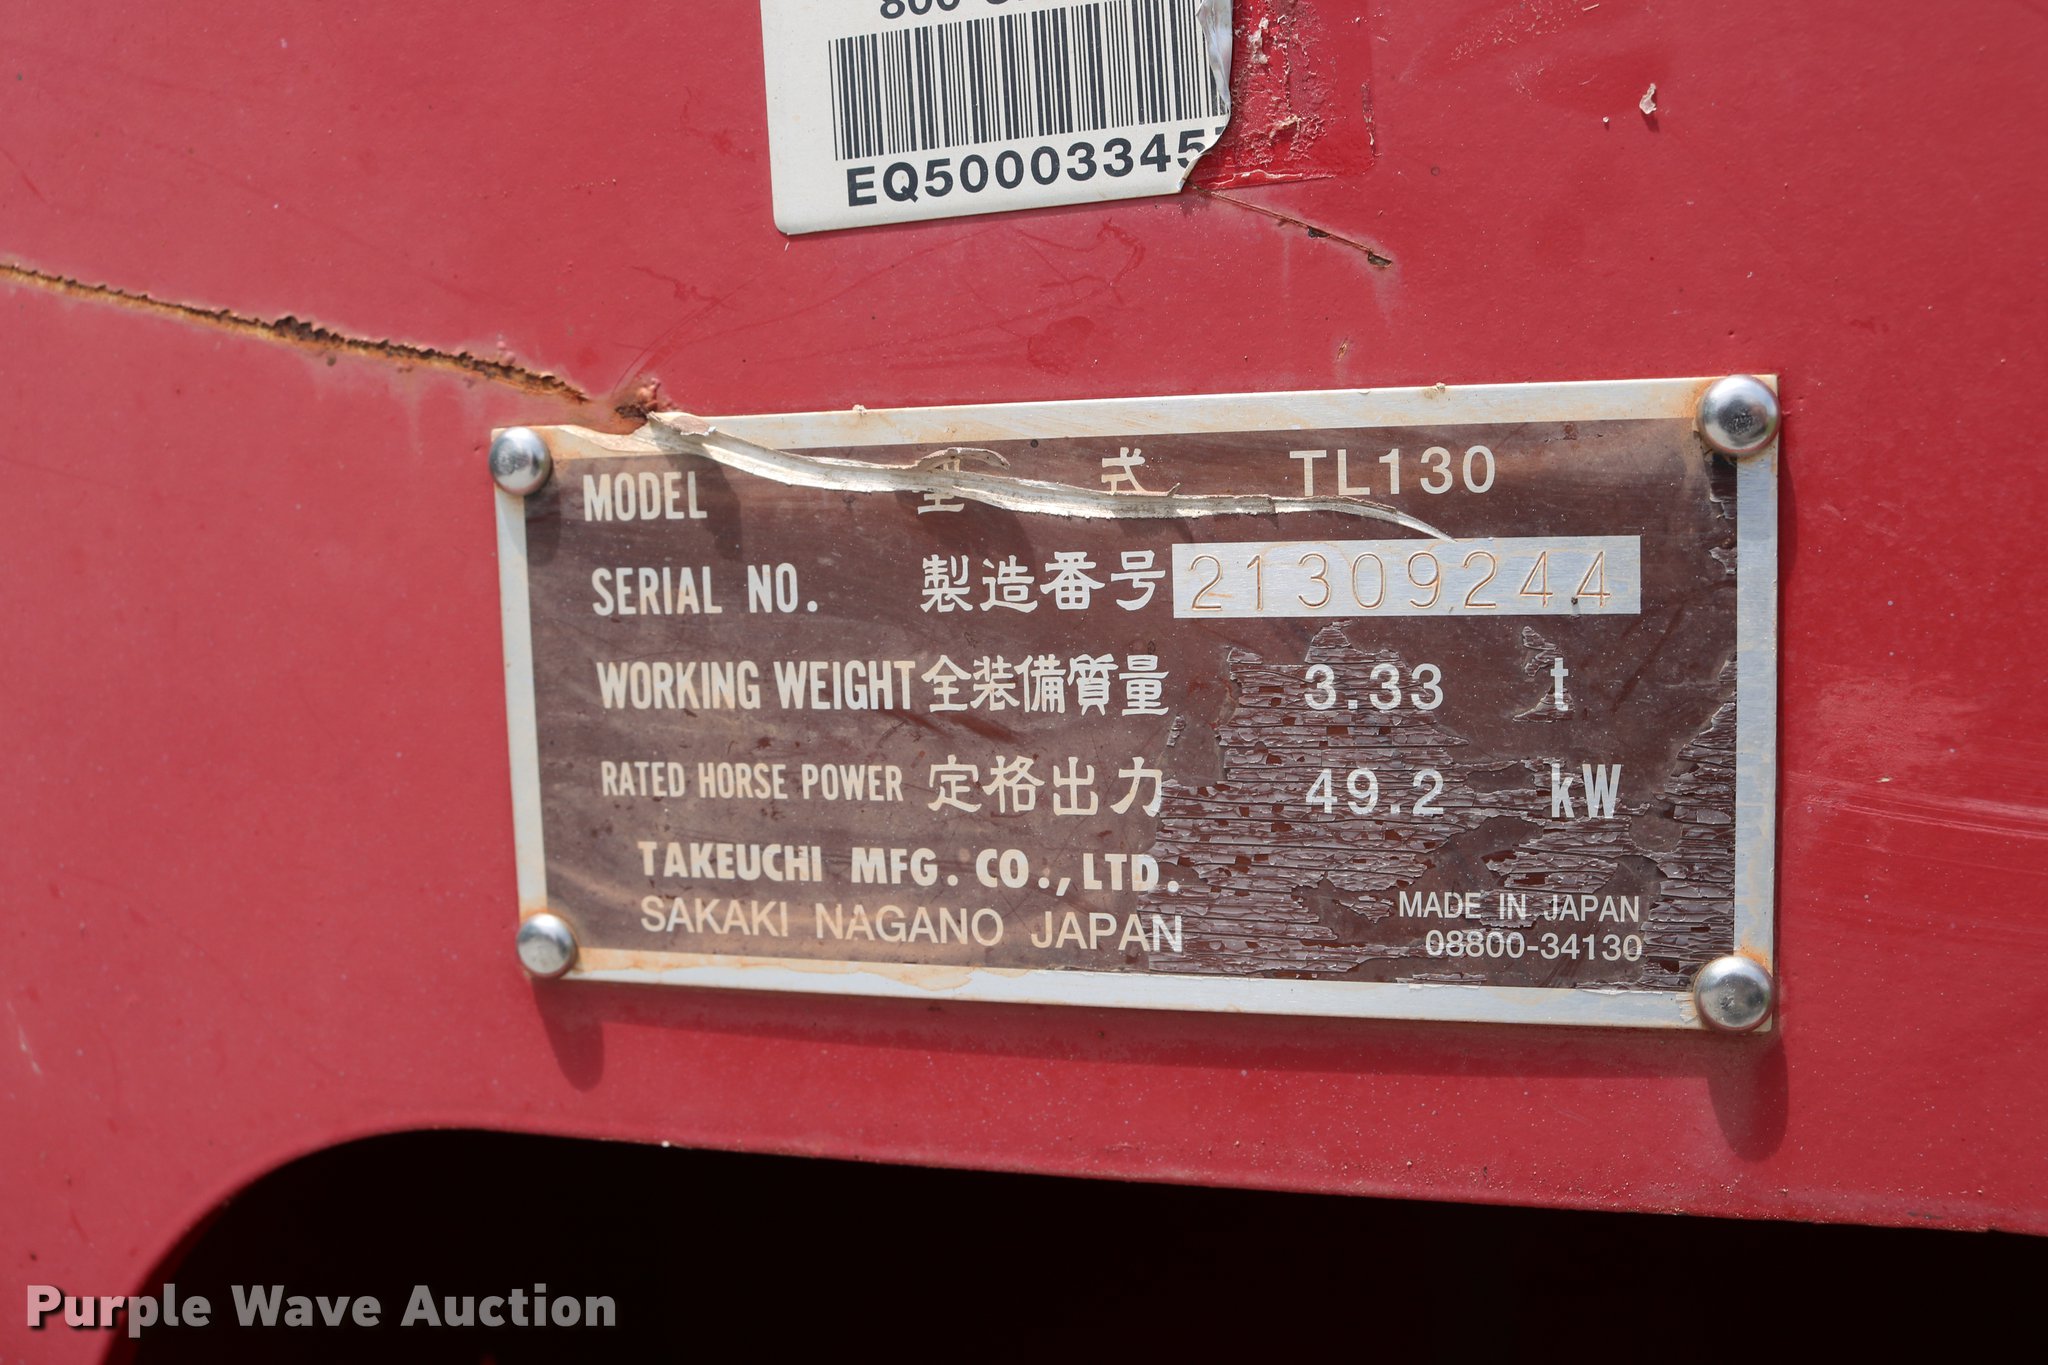 EQ50003345
MODEL 型 式 TL130
SERIAL NO. 製造番号 21309244
WORKING WEIGHT 全装備質量 3.33 t
RATED HORSE POWER 定格出力 49.2 kW
TAKEUCHI MFG. CO., LTD.
SAKAKI NAGANO JAPAN
MADE IN JAPAN
08800-34130
Purple Wave Auction